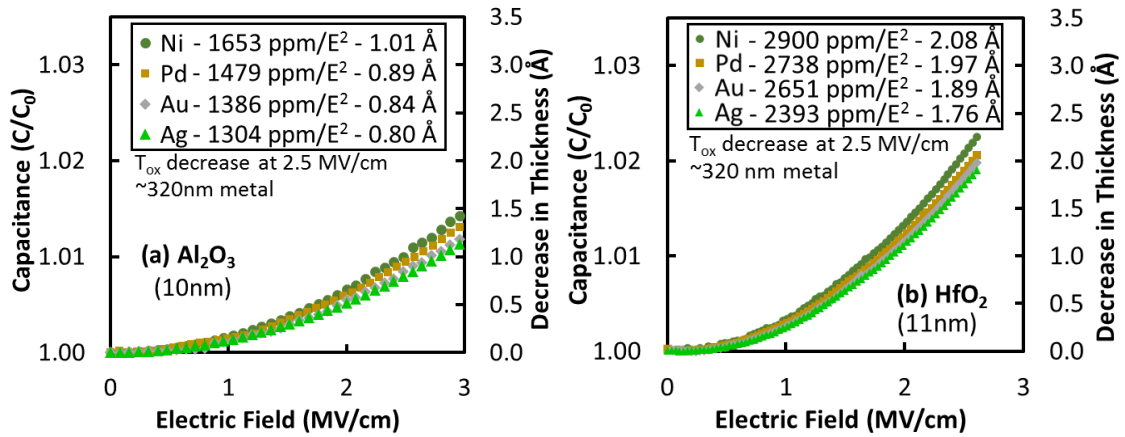 Capacitance (C/C₀)
1.03
1.02
1.01
1.00
Ni - 1653 ppm/E² - 1.01 Å
Pd - 1479 ppm/E² - 0.89 Å
Au - 1386 ppm/E² - 0.84 Å
Ag - 1304 ppm/E² - 0.80 Å
Tₒₓ decrease at 2.5 MV/cm
~320nm metal
(a) Al₂O₃
(10nm)
3.5
3.0
2.5
2.0
1.5
1.0
0.5
0.0
Decrease in Thickness (Å)
0 1 2 3
Electric Field (MV/cm)
Capacitance (C/C₀)
1.03
1.02
1.01
1.00
Ni - 2900 ppm/E² - 2.08 Å
Pd - 2738 ppm/E² - 1.97 Å
Au - 2651 ppm/E² - 1.89 Å
Ag - 2393 ppm/E² - 1.76 Å
Tₒₓ decrease at 2.5 MV/cm
~320 nm metal
(b) HfO₂
(11nm)
3.5
3.0
2.5
2.0
1.5
1.0
0.5
0.0
Decrease in Thickness (Å)
0 1 2 3
Electric Field (MV/cm)